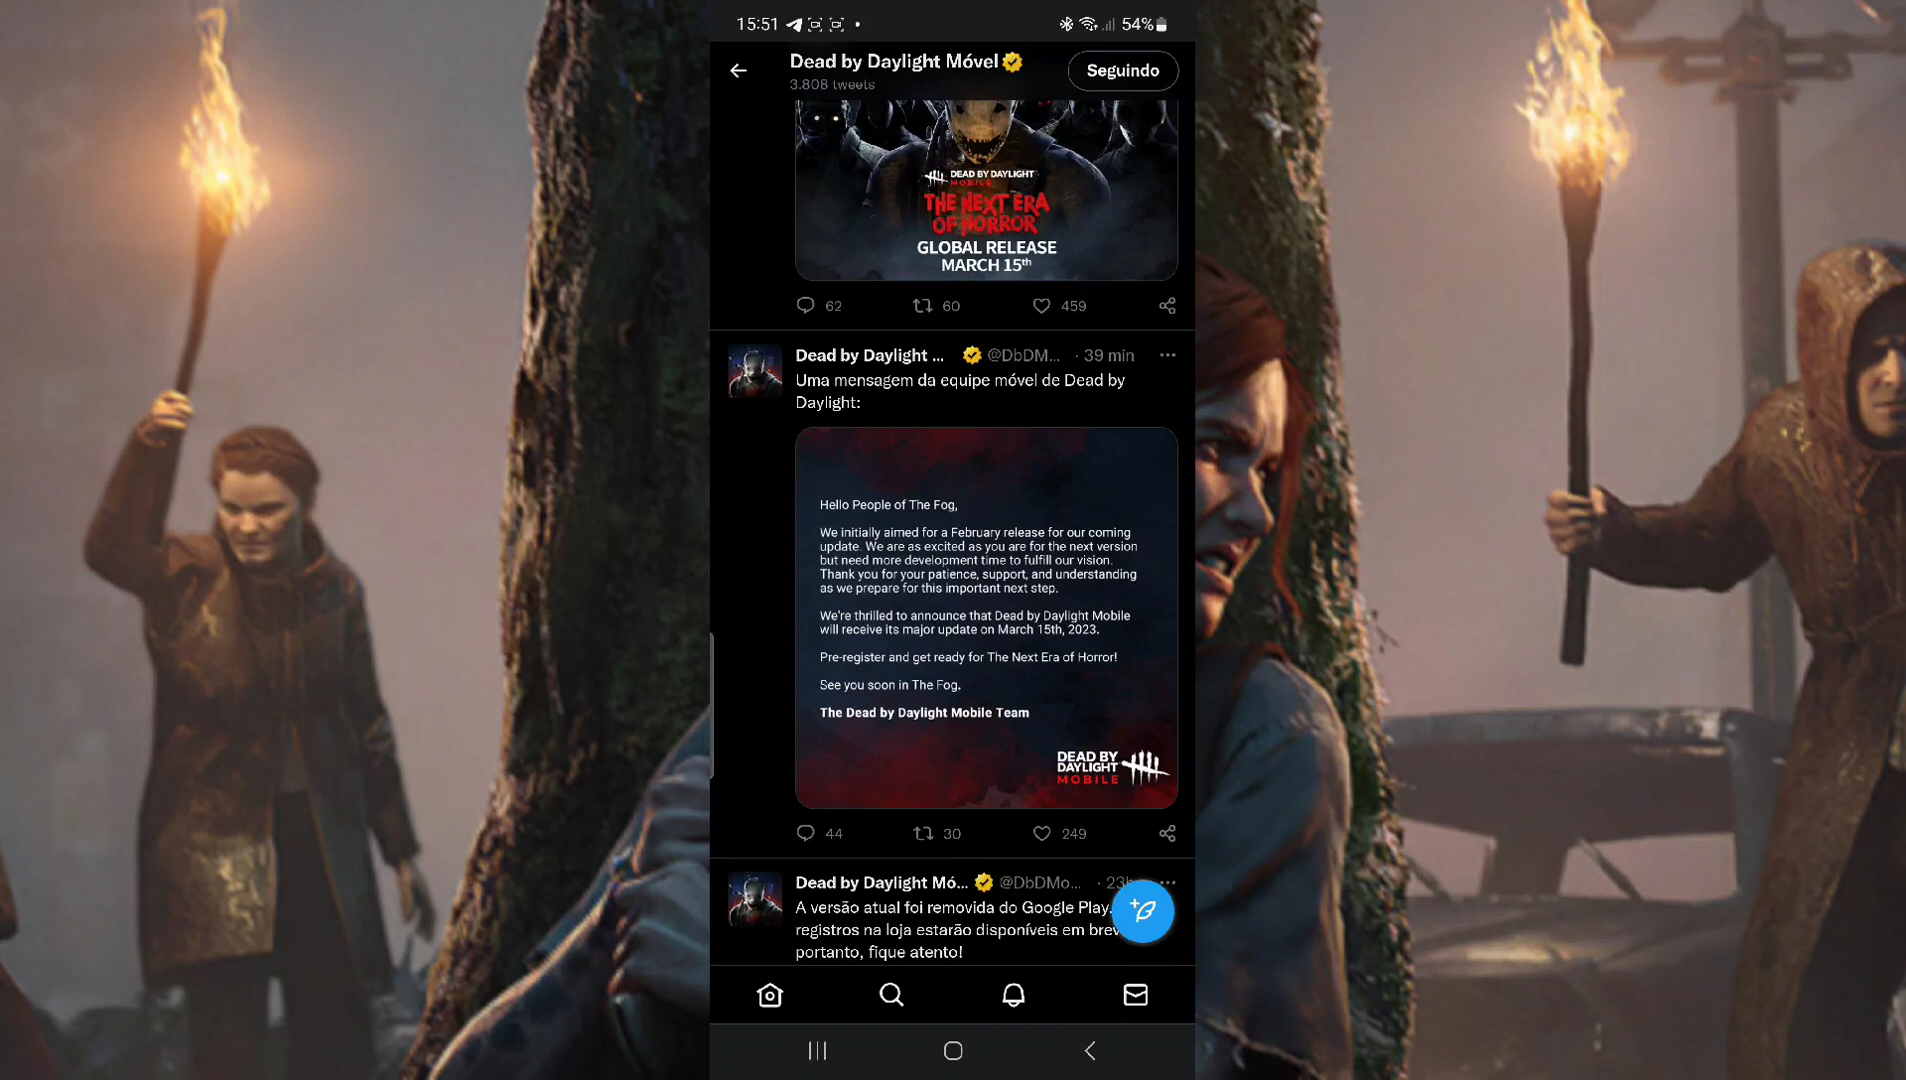 15:51
54%
Dead by Daylight Móvel
3.808 tweets
Seguindo
DEAD BY DAYLIGHT
MOBILE
THE NEXT ERA
OF HORROR
GLOBAL RELEASE
MARCH 15th
62 60 459
Dead by Daylight ... @DbDM... · 39 min
Uma mensagem da equipe móvel de Dead by
Daylight:
Hello People of The Fog,
We initially aimed for a February release for our coming
update. We are as excited as you are for the next version
but need more development time to fulfill our vision.
Thank you for your patience, support, and understanding
as we prepare for this important next step.
We're thrilled to announce that Dead by Daylight Mobile
will receive its major update on March 15th, 2023.
Pre-register and get ready for The Next Era of Horror!
See you soon in The Fog.
The Dead by Daylight Mobile Team
DEAD BY
DAYLIGHT
MOBILE
44 30 249
Dead by Daylight Mó... @DbDMo... · 23h
A versão atual foi removida do Google Play.
registros na loja estarão disponíveis em brev
portanto, fique atento!